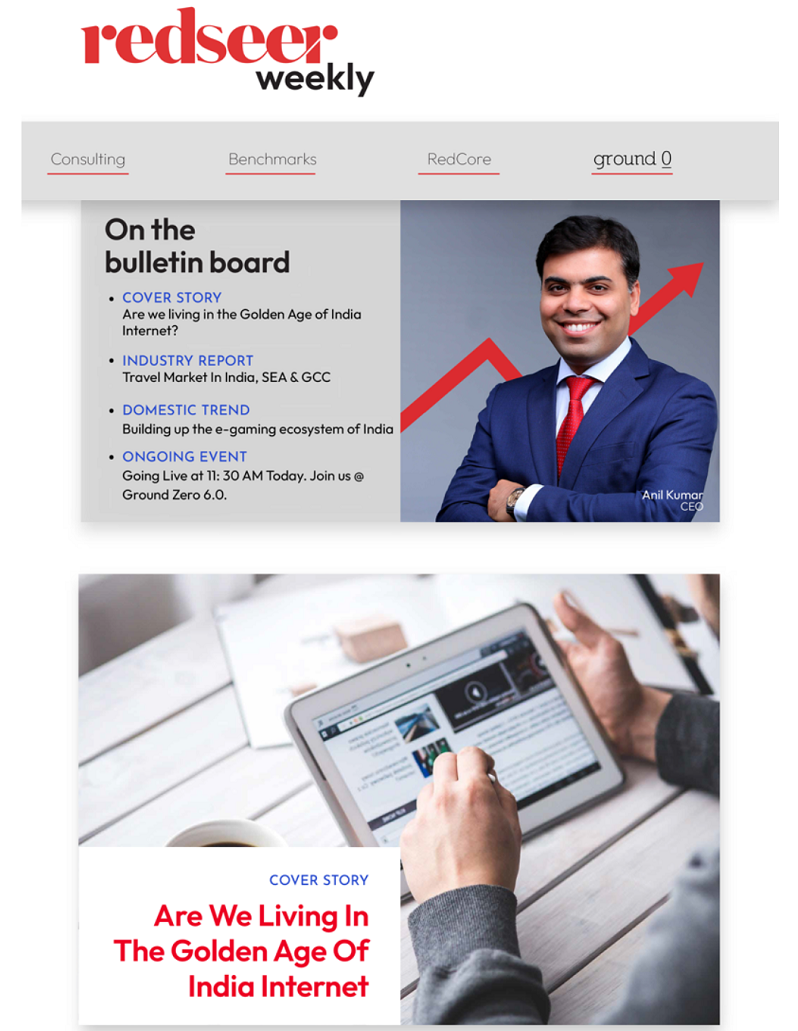 redseer
weekly
Consulting
Benchmarks
RedCore
ground 0
On the
bulletin board
• COVER STORY
Are we living in the Golden Age of India
Internet?
• INDUSTRY REPORT
Travel Market In India, SEA & GCC
• DOMESTIC TREND
Building up the e-gaming ecosystem of India
• ONGOING EVENT
Going Live at 11: 30 AM Today. Join us @
Ground Zero 6.0.
Anil Kumar
CEO
COVER STORY
Are We Living In
The Golden Age Of
India Internet